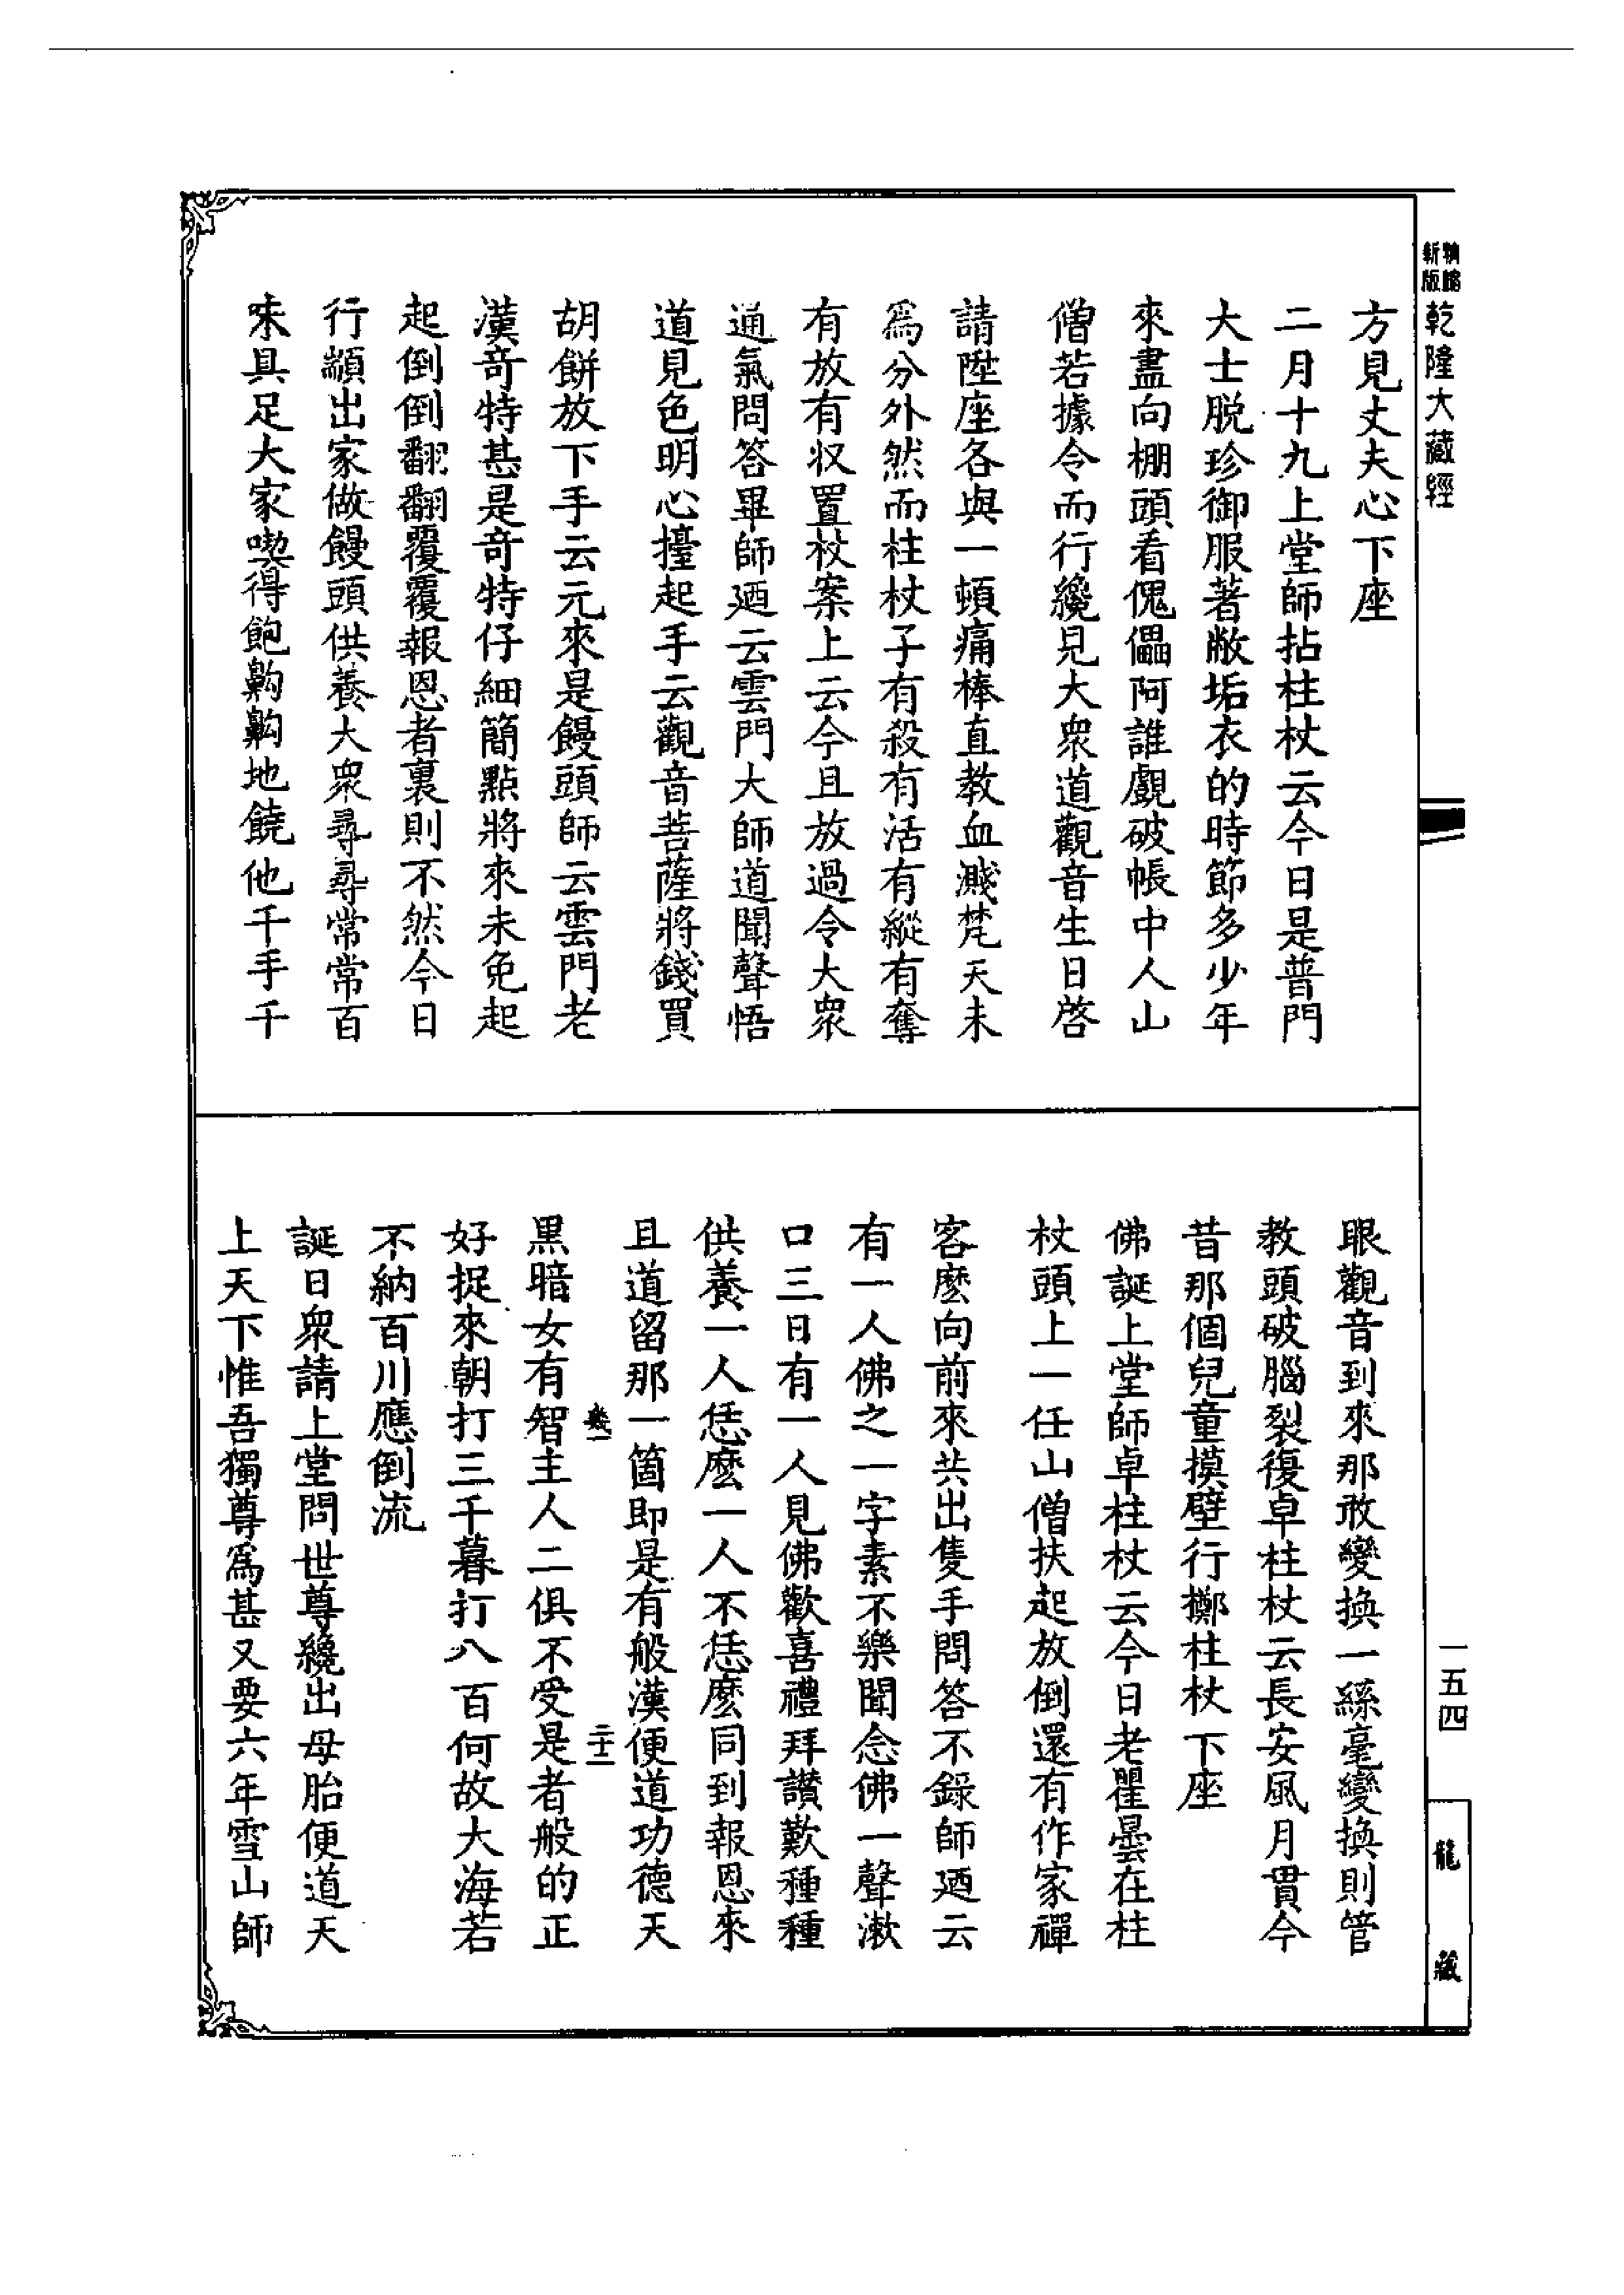 新版
精縮
乾隆大藏經
方見丈夫心下座
二月十九上堂師拈柱杖云今日是普門
大士脫珍御服著敝垢衣的時節多少年
來盡向棚頭看傀儡阿誰覷破帳中人山
僧若據令而行纔見大衆道觀音生日啓
請陞座各與一頓痛棒直教血濺梵天未
爲分外然而柱杖子有殺有活有縱有奪
有放有收置杖案上云今且放過令大衆
通氣問答畢師廼云雲門大師道聞聲悟
道見色明心擡起手云觀音菩薩將錢買
胡餅放下手云元來是饅頭師云雲門老
漢奇特甚是奇特仔細簡點將來未免起
起倒倒翻翻覆覆報恩者裏則不然今日
行顓出家做饅頭供養大衆尋尋常常百
味具足大家喫得飽齁齁地饒他千手千
眼觀音到來那敢變換一絲毫變換則管
教頭破腦裂復卓柱杖云長安風月貫今
昔那個兒童摸壁行擲柱杖下座
佛誕上堂師卓柱杖云今日老瞿曇在柱
杖頭上一任山僧扶起放倒還有作家禪
客麽向前來共出隻手問答不錄師廼云
有一人佛之一字素不樂聞念佛一聲漱
口三日有一人見佛歡喜禮拜讚歎種種
供養一人恁麽一人不恁麽同到報恩來
且道留那一箇即是有般漢便道功德天
黑暗女有智主人二俱不受是者般的正
好捉來朝打三千暮打八百何故大海若
不納百川應倒流
誕日衆請上堂問世尊纔出母胎便道天
上天下惟吾獨尊爲甚又要六年雪山師
一五四
龍藏